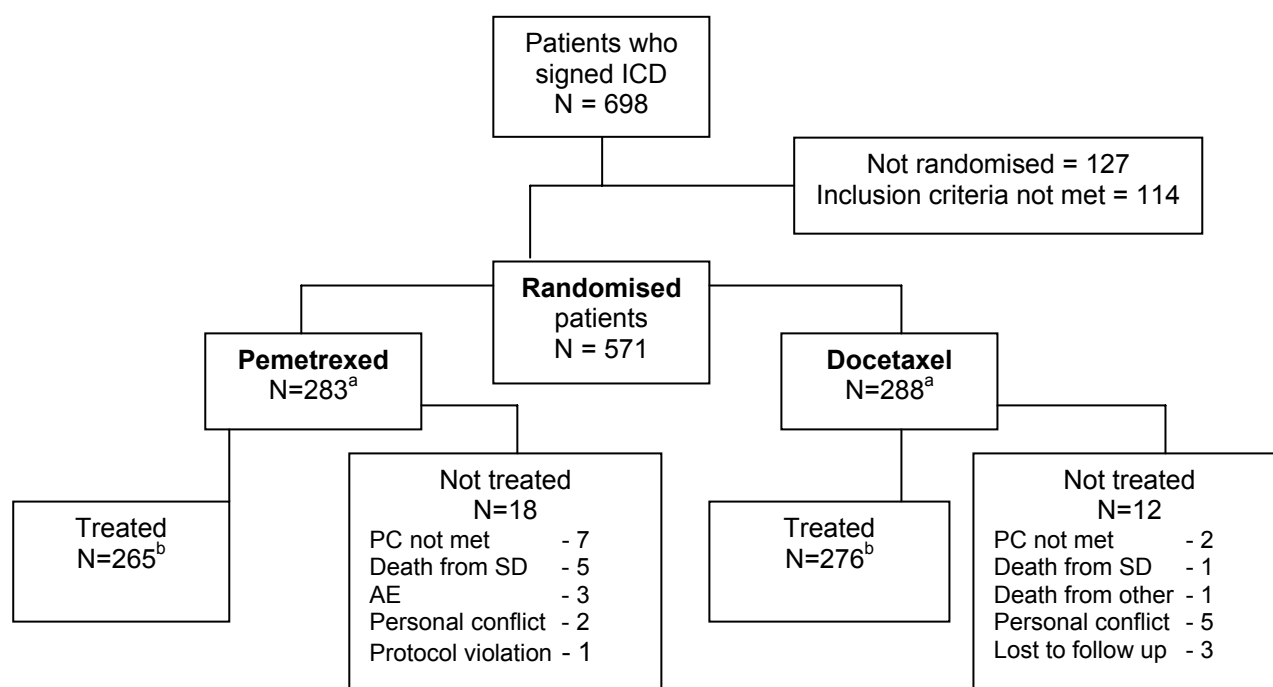 Patients who
signed ICD
N = 698
Not randomised = 127
Inclusion criteria not met = 114
Randomised
patients
N = 571
Pemetrexed
N=283a
Docetaxel
N=288a
Treated
N=265b
Not treated
N=18
PC not met - 7
Death from SD - 5
AE - 3
Personal conflict - 2
Protocol violation - 1
Treated
N=276b
Not treated
N=12
PC not met - 2
Death from SD - 1
Death from other - 1
Personal conflict - 5
Lost to follow up - 3